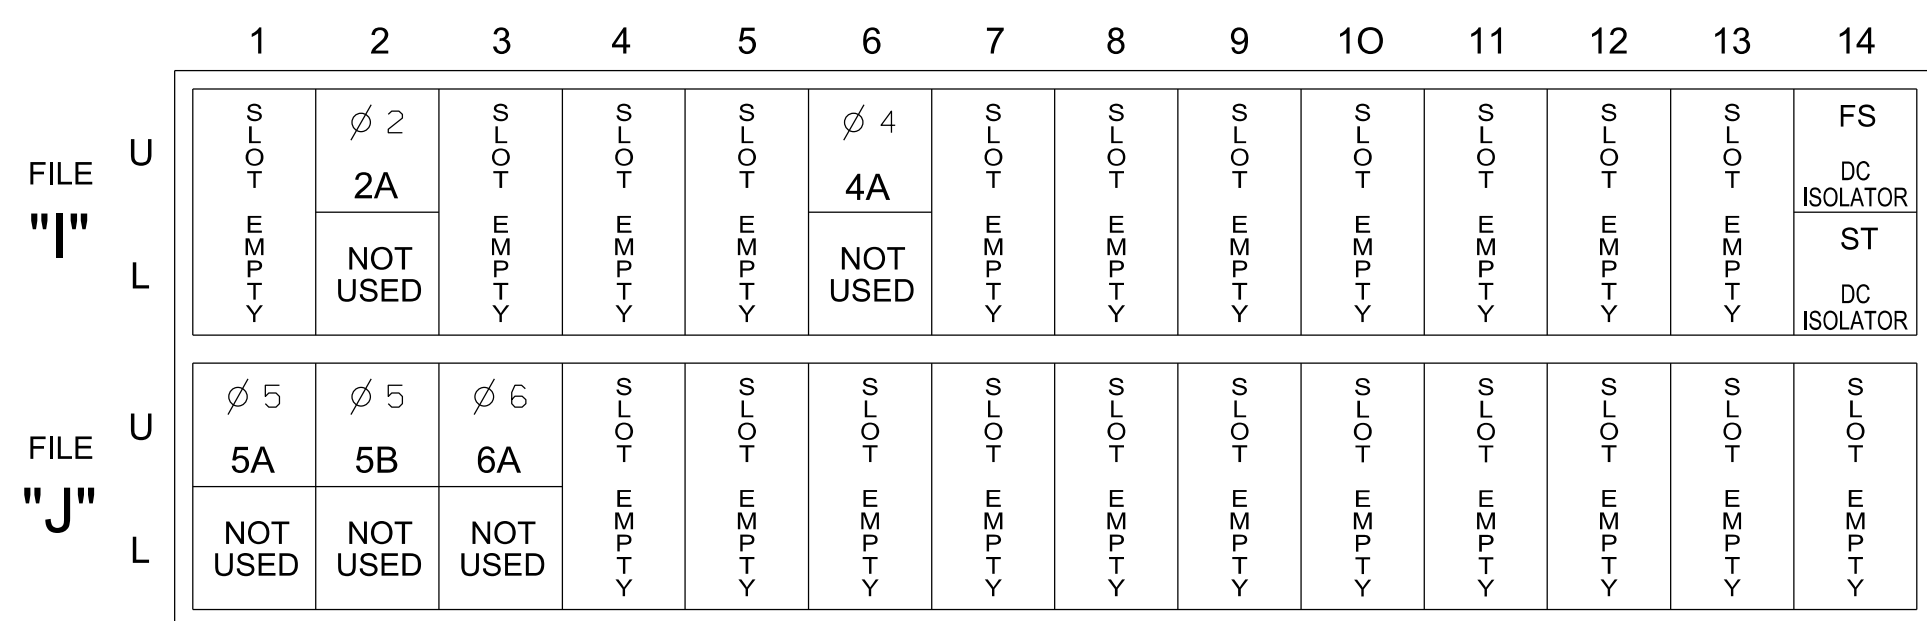 1 2 3 4 5 6 7 8 9 10 11 12 13 14
FILE
"I"
U
L
SLOT EMPTY
Ø 2
2A
NOT
USED
SLOT EMPTY
SLOT EMPTY
SLOT EMPTY
Ø 4
4A
NOT
USED
SLOT EMPTY
SLOT EMPTY
SLOT EMPTY
SLOT EMPTY
SLOT EMPTY
SLOT EMPTY
SLOT EMPTY
FS
DC
ISOLATOR
ST
DC
ISOLATOR
FILE
"J"
U
L
Ø 5
5A
NOT
USED
Ø 5
5B
NOT
USED
Ø 6
6A
NOT
USED
SLOT EMPTY
SLOT EMPTY
SLOT EMPTY
SLOT EMPTY
SLOT EMPTY
SLOT EMPTY
SLOT EMPTY
SLOT EMPTY
SLOT EMPTY
SLOT EMPTY
SLOT EMPTY